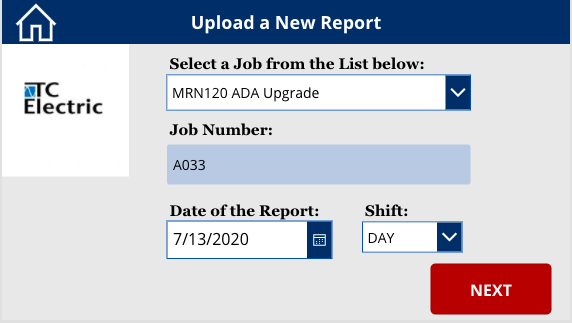 Upload a New Report
TC
Electric
Select a Job from the List below:
MRN120 ADA Upgrade
Job Number:
A033
Date of the Report:
Shift:
7/13/2020
DAY
NEXT